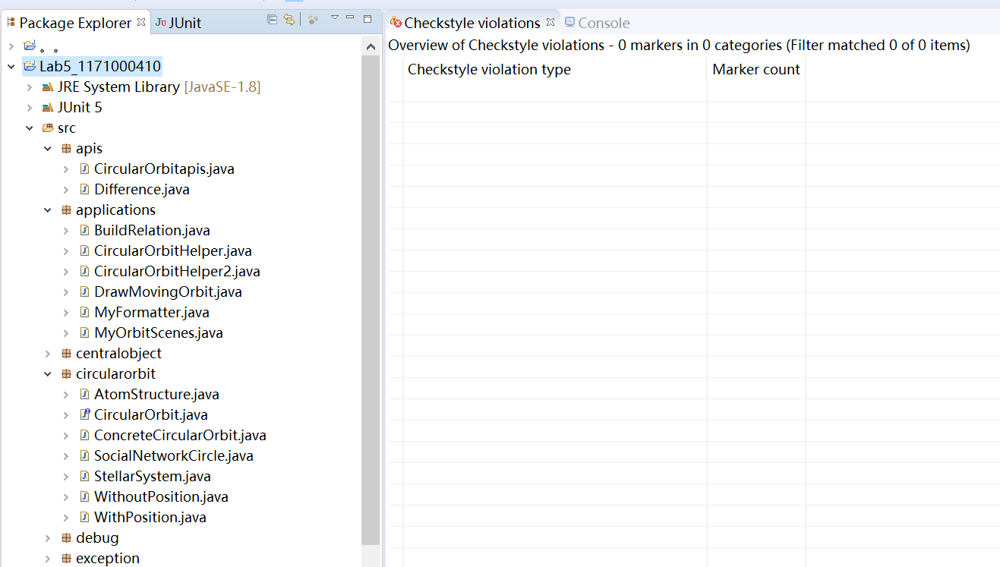 Package Explorer
JUnit
。。
Lab5_1171000410
JRE System Library [JavaSE-1.8]
JUnit 5
src
apis
CircularOrbitapis.java
Difference.java
applications
BuildRelation.java
CircularOrbitHelper.java
CircularOrbitHelper2.java
DrawMovingOrbit.java
MyFormatter.java
MyOrbitScenes.java
centralobject
circularorbit
AtomStructure.java
CircularOrbit.java
ConcreteCircularOrbit.java
SocialNetworkCircle.java
StellarSystem.java
WithoutPosition.java
WithPosition.java
debug
exception
Checkstyle violations
Console
Overview of Checkstyle violations - 0 markers in 0 categories (Filter matched 0 of 0 items)
Checkstyle violation type
Marker count